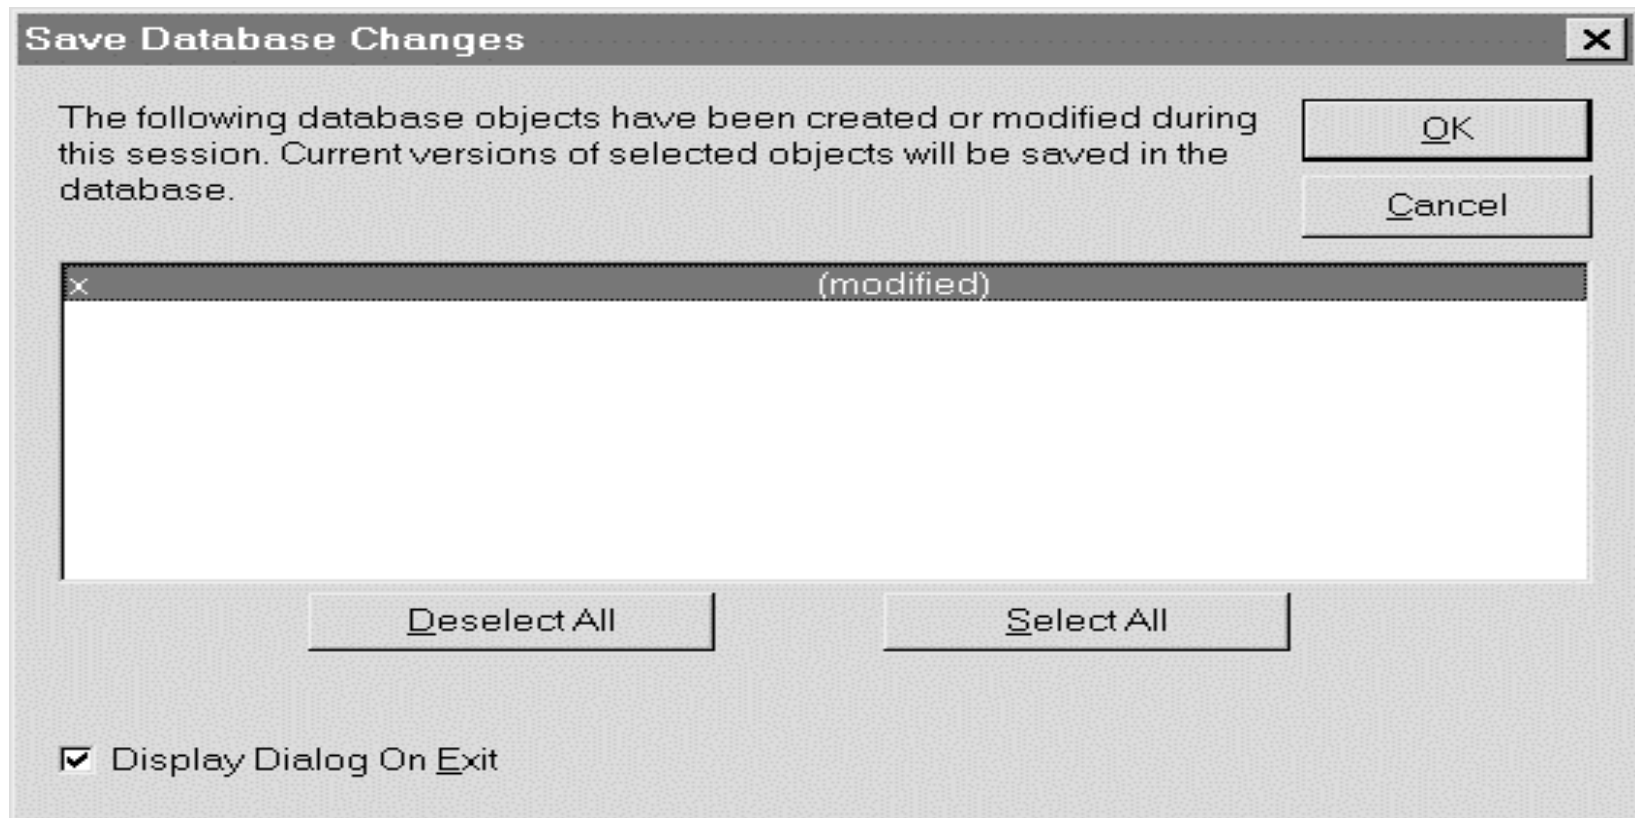 Save Database Changes
The following database objects have been created or modified during
this session. Current versions of selected objects will be saved in the
database.
OK
Cancel
x (modified)
Deselect All Select All
Display Dialog On Exit